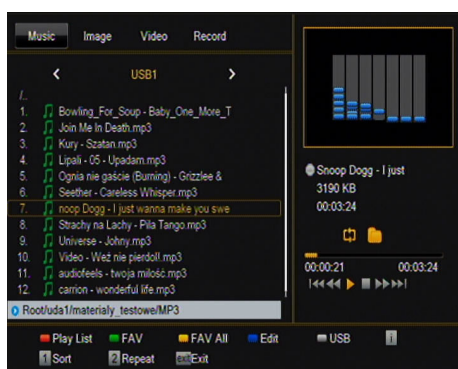 Music Image Video Record
USB1
/..
1. Bowling_For_Soup - Baby_One_More_T
2. Join Me In Death.mp3
3. Kury - Szatan.mp3
4. Lipali - 05 - Upadam.mp3
5. Ognia nie gaście (Burning) - Grizzlee &
6. Seether - Careless Whisper.mp3
7. noop Dogg - I just wanna make you swe
8. Strachy na Lachy - Pila Tango.mp3
9. Universe - Johny.mp3
10. Video - Weź nie pierdol!.mp3
11. audiofeels - twoja milość.mp3
12. carrion - wonderful life.mp3
Root/uda1/materialy_testowe/MP3
Snoop Dogg - I just
3190 KB
00:03:24
00:00:21 00:03:24
Play List FAV FAV All Edit USB i
1 Sort 2 Repeat EXIT Exit